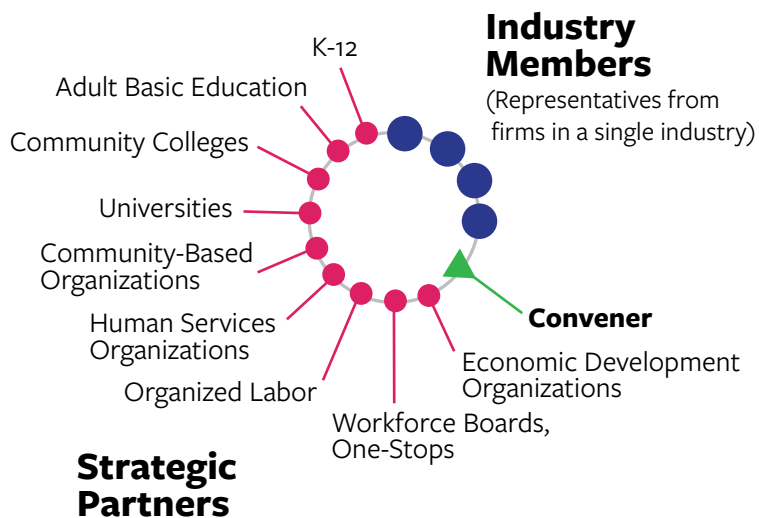 Industry
Members
(Representatives from
firms in a single industry)
K-12
Adult Basic Education
Community Colleges
Universities
Community-Based
Organizations
Human Services
Organizations
Organized Labor
Workforce Boards,
One-Stops
Economic Development
Organizations
Convener
Strategic
Partners